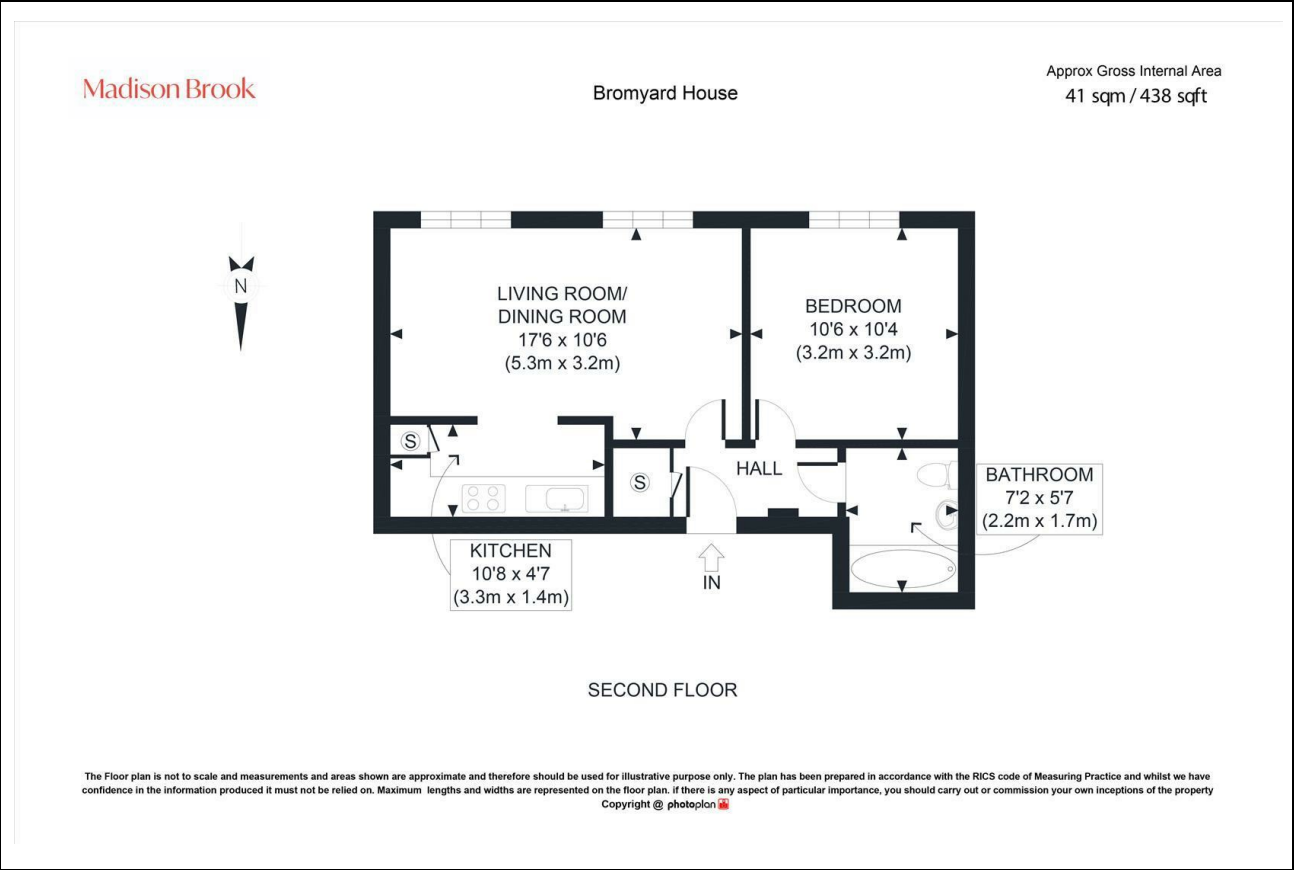 Madison Brook
Bromyard House
Approx Gross Internal Area
41 sqm / 438 sqft
N
LIVING ROOM/
DINING ROOM
17'6 x 10'6
(5.3m x 3.2m)
BEDROOM
10'6 x 10'4
(3.2m x 3.2m)
S
S
HALL
BATHROOM
7'2 x 5'7
(2.2m x 1.7m)
KITCHEN
10'8 x 4'7
(3.3m x 1.4m)
IN
SECOND FLOOR
The Floor plan is not to scale and measurements and areas shown are approximate and therefore should be used for illustrative purpose only. The plan has been prepared in accordance with the RICS code of Measuring Practice and whilst we have
confidence in the information produced it must not be relied on. Maximum lengths and widths are represented on the floor plan. if there is any aspect of particular importance, you should carry out or commission your own inceptions of the property
Copyright @ photoplan